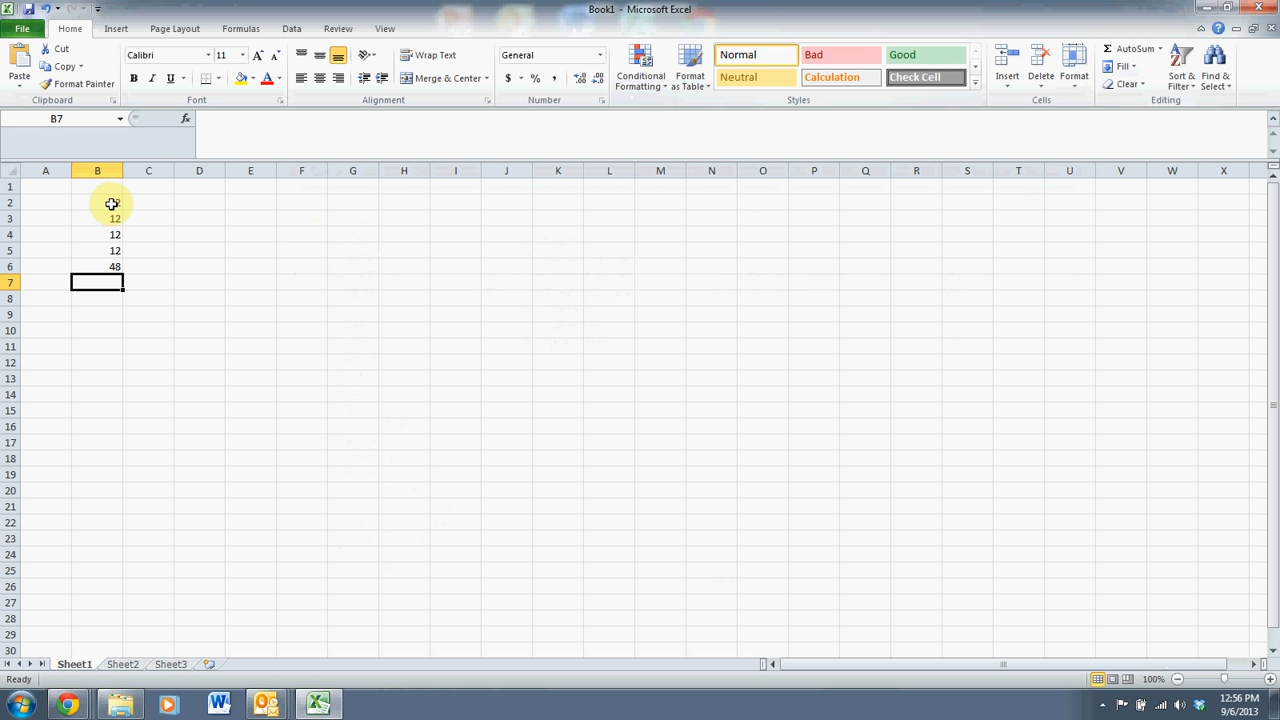 Book1 - Microsoft Excel
File Home Insert Page Layout Formulas Data Review View
Cut
Copy
Format Painter
Paste
Clipboard
Calibri 11
B I U
Font
Wrap Text
Merge & Center
Alignment
General
$ % ,
Number
Conditional Formatting
Format as Table
Normal Bad Good
Neutral Calculation Check Cell
Styles
Insert Delete Format
Cells
AutoSum
Fill
Clear
Sort & Filter
Find & Select
Editing
B7 fx
A B C D E F G H I J K L M N O P Q R S T U V W X
1
2
3 12
4 12
5 12
6 48
7
8
9
10
11
12
13
14
15
16
17
18
19
20
21
22
23
24
25
26
27
28
29
30
Sheet1 Sheet2 Sheet3
Ready 100%
12:56 PM
9/6/2013